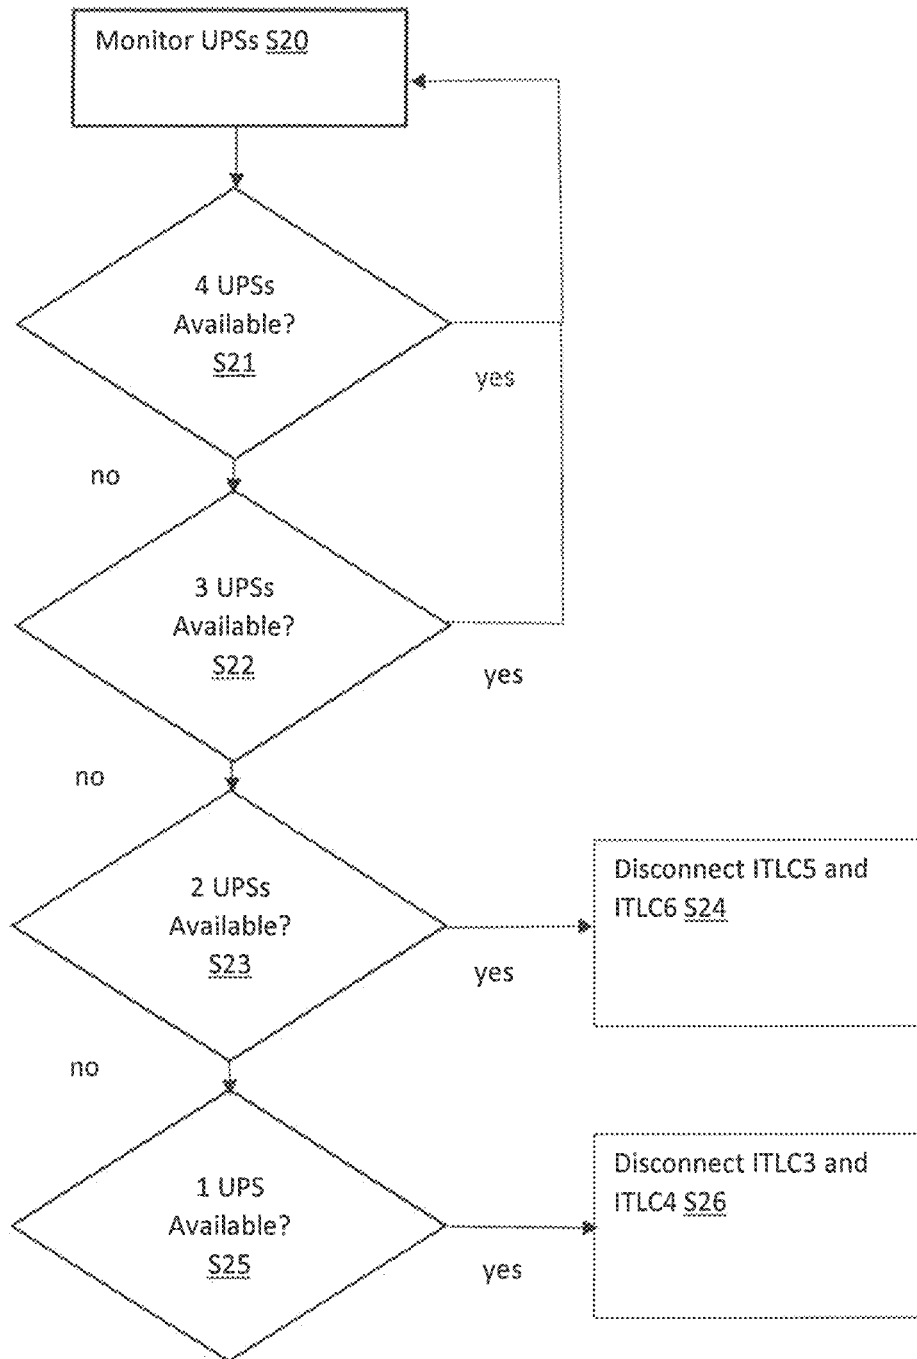 Monitor UPSs S20
4 UPSs
Available?
S21
yes
no
3 UPSs
Available?
S22
yes
no
2 UPSs
Available?
S23
yes
Disconnect ITLC5 and
ITLC6 S24
no
1 UPS
Available?
S25
yes
Disconnect ITLC3 and
ITLC4 S26